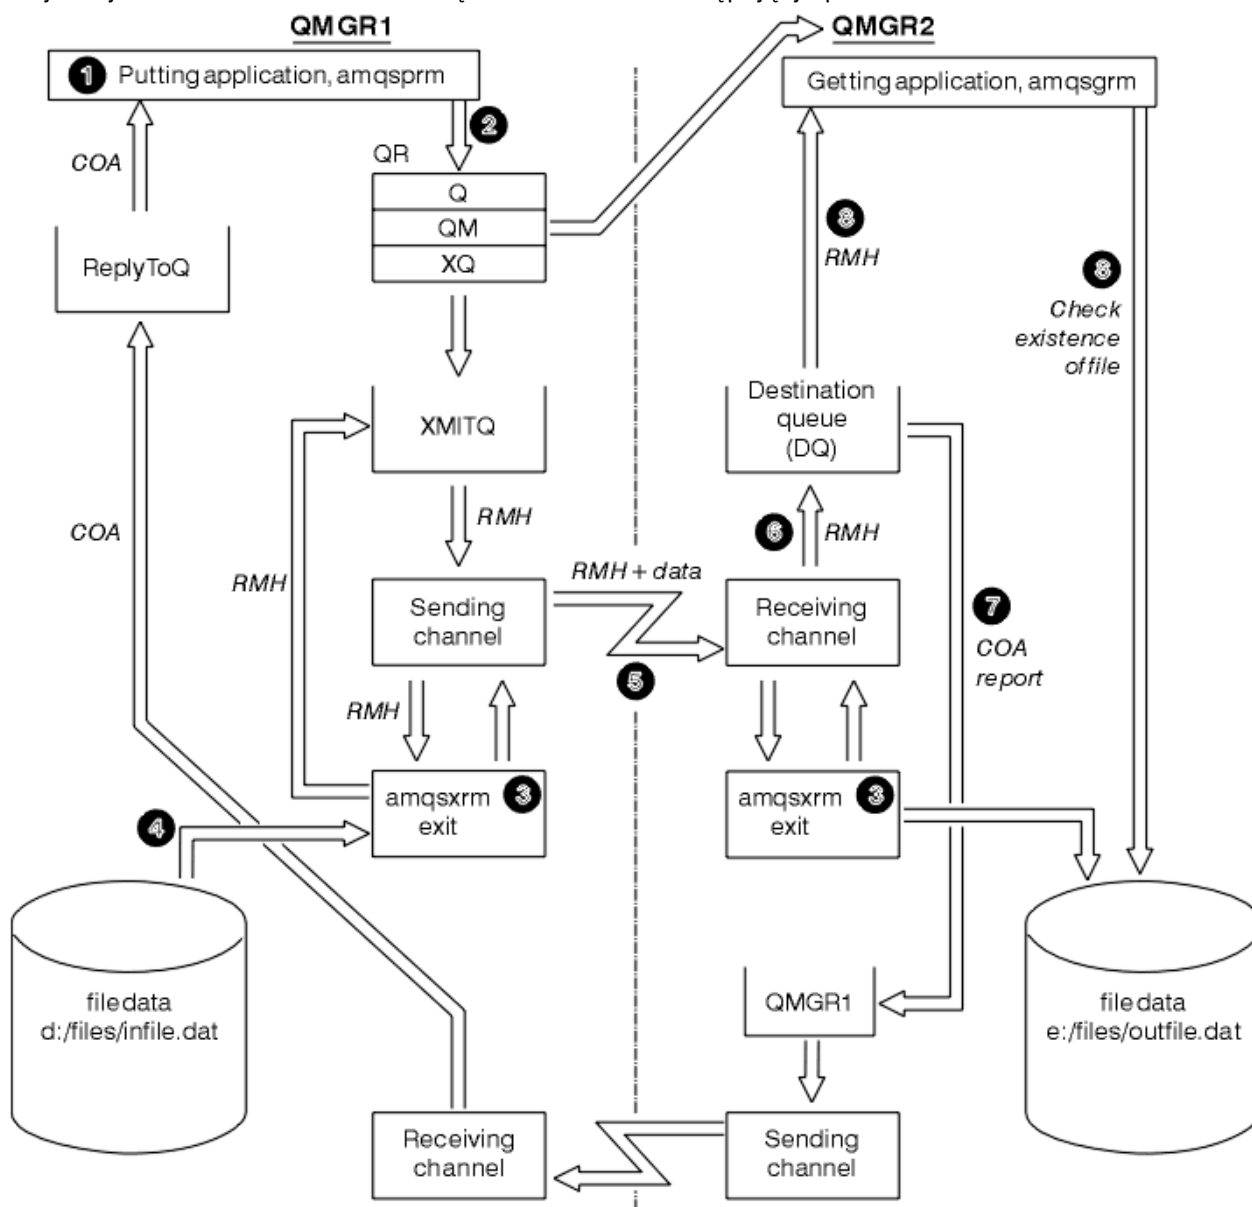 QMGR1
QMGR2
1 Putting application, amqsprm
Getting application, amqsgrm
2
COA
QR
Q
QM
XQ
ReplyToQ
8
RMH
8
Check
existence
of file
XMITQ
Destination
queue
(DQ)
COA
RMH
RMH
6
RMH
RMH + data
Sending
channel
Receiving
channel
7
COA
report
5
RMH
amqsxrm
exit
3
amqsxrm
exit
3
4
file data
d:/files/infile.dat
QMGR1
file data
e:/files/outfile.dat
Receiving
channel
Sending
channel